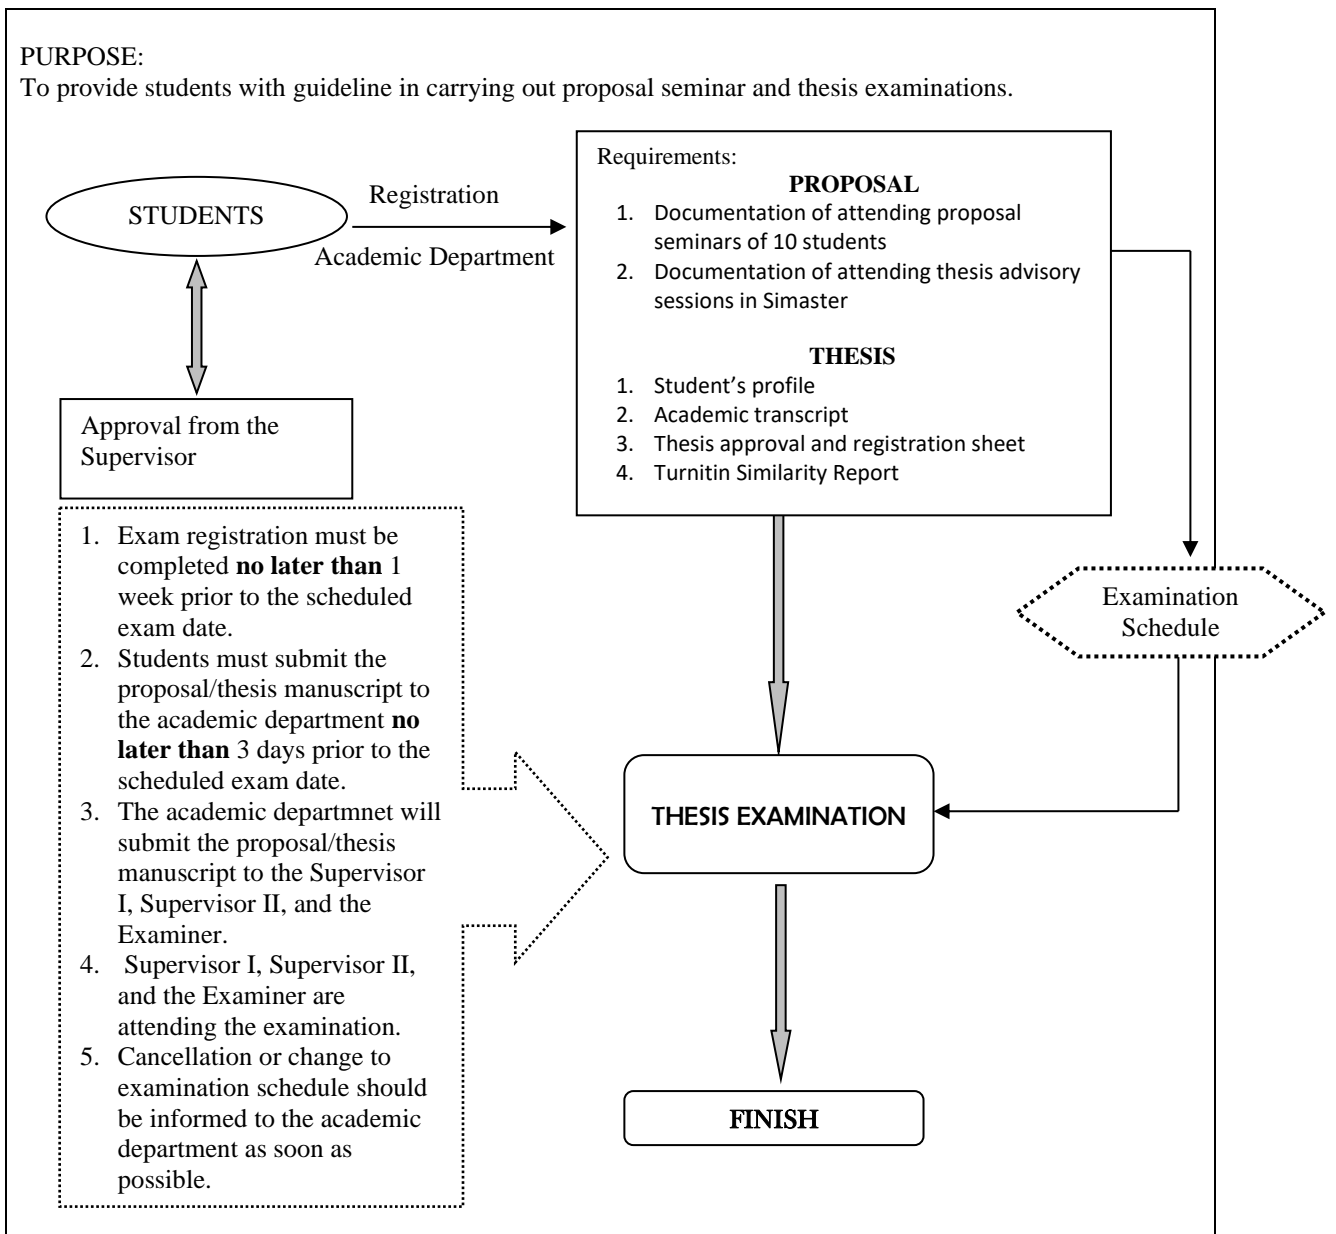 PURPOSE:
To provide students with guideline in carrying out proposal seminar and thesis examinations.
STUDENTS
Registration
Academic Department
Requirements:
PROPOSAL
1. Documentation of attending proposal
seminars of 10 students
2. Documentation of attending thesis advisory
sessions in Simaster
THESIS
1. Student’s profile
2. Academic transcript
3. Thesis approval and registration sheet
4. Turnitin Similarity Report
Approval from the
Supervisor
1. Exam registration must be
completed no later than 1
week prior to the scheduled
exam date.
2. Students must submit the
proposal/thesis manuscript to
the academic department no
later than 3 days prior to the
scheduled exam date.
3. The academic departmnet will
submit the proposal/thesis
manuscript to the Supervisor
I, Supervisor II, and the
Examiner.
4. Supervisor I, Supervisor II,
and the Examiner are
attending the examination.
5. Cancellation or change to
examination schedule should
be informed to the academic
department as soon as
possible.
Examination
Schedule
THESIS EXAMINATION
FINISH